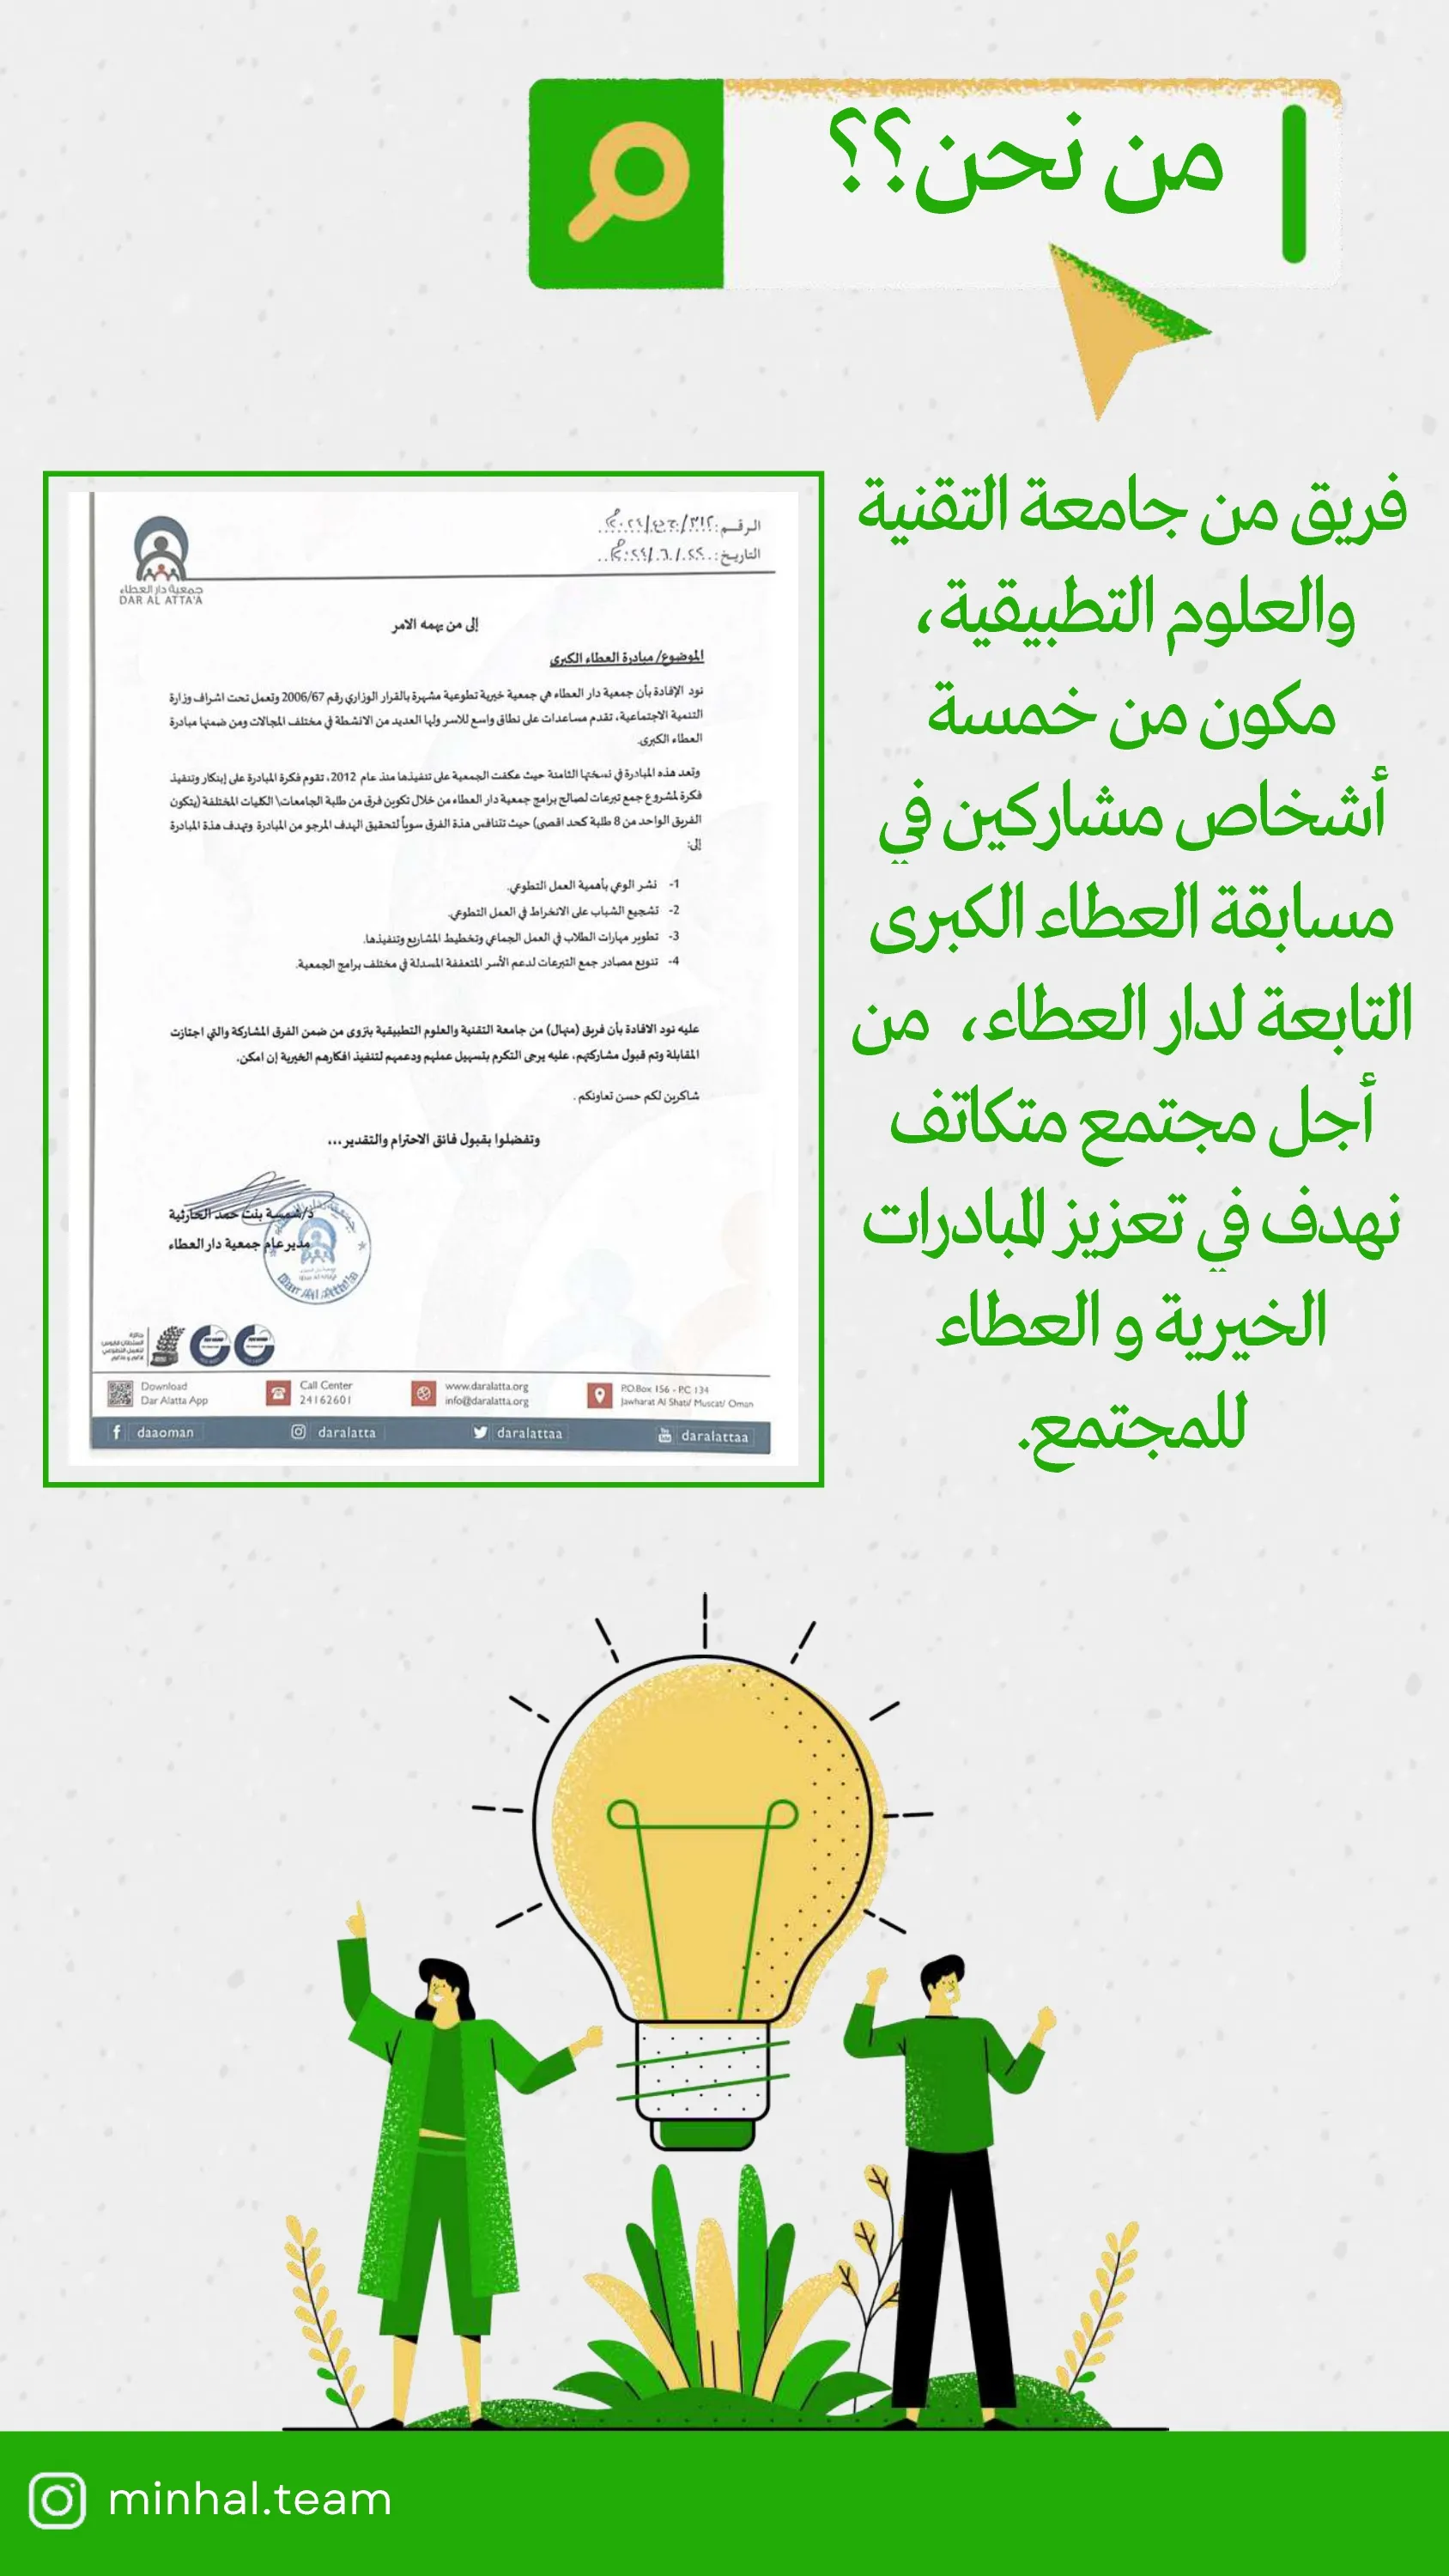 من نحن؟؟
فريق من جامعة التقنية
والعلوم التطبيقية،
مكون من خمسة
أشخاص مشاركين في
مسابقة العطاء الكبرى
التابعة لدار العطاء، من
أجل مجتمع متكاتف
نهدف في تعزيز المبادرات
الخيرية و العطاء
للمجتمع.
الرقم:
التاريخ:
جمعية دار العطاء
DAR AL ATTA'A
إلى من يهمه الامر
الموضوع/ مبادرة العطاء الكبرى
نود الإفادة بأن جمعية دار العطاء هي جمعية خيرية تطوعية مشهرة بالقرار الوزاري رقم 2006/67 وتعمل تحت اشراف وزارة
التنمية الاجتماعية، تقدم مساعدات على نطاق واسع للاسر ولها العديد من الانشطة في مختلف المجالات ومن ضمنها مبادرة
العطاء الكبرى.
وتعد هذه المبادرة في نسختها الثامنة حيث عكفت الجمعية على تنفيذها منذ عام 2012، تقوم فكرة المبادرة على إبتكار وتنفيذ
فكرة لمشروع جمع تبرعات لصالح برامج جمعية دار العطاء من خلال تكوين فرق من طلبة الجامعات\ الكليات المختلفة (يتكون
الفريق الواحد من 8 طلبة كحد اقصى) حيث تتنافس هذه الفرق سوياً لتحقيق الهدف المرجو من المبادرة وتهدف هذه المبادرة
إلى:
1- نشر الوعي بأهمية العمل التطوعي.
2- تشجيع الشباب على الانخراط في العمل التطوعي.
3- تطوير مهارات الطلاب في العمل الجماعي وتخطيط المشاريع وتنفيذها.
4- تنويع مصادر جمع التبرعات لدعم الأسر المتعففة المسدلة في مختلف برامج الجمعية.
عليه نود الافادة بأن فريق (منهال) من جامعة التقنية والعلوم التطبيقية بنزوى من ضمن الفرق المشاركة والتي اجتازت
المقابلة وتم قبول مشاركتهم، عليه يرجى التكرم بتسهيل عملهم ودعمهم لتنفيذ افكارهم الخيرية إن امكن.
شاكرين لكم حسن تعاونكم.
وتفضلوا بقبول فائق الاحترام والتقدير...
د/شمسة بنت حمد الحارثية
مدير عام جمعية دار العطاء
Download
Dar Alatta App
Call Center
24162601
www.daralatta.org
info@daralatta.org
P.O.Box 156 - P.C 134
Jawharat Al Shati/ Muscat/ Oman
daaoman
daralatta
daralattaa
daralattaa
minhal.team